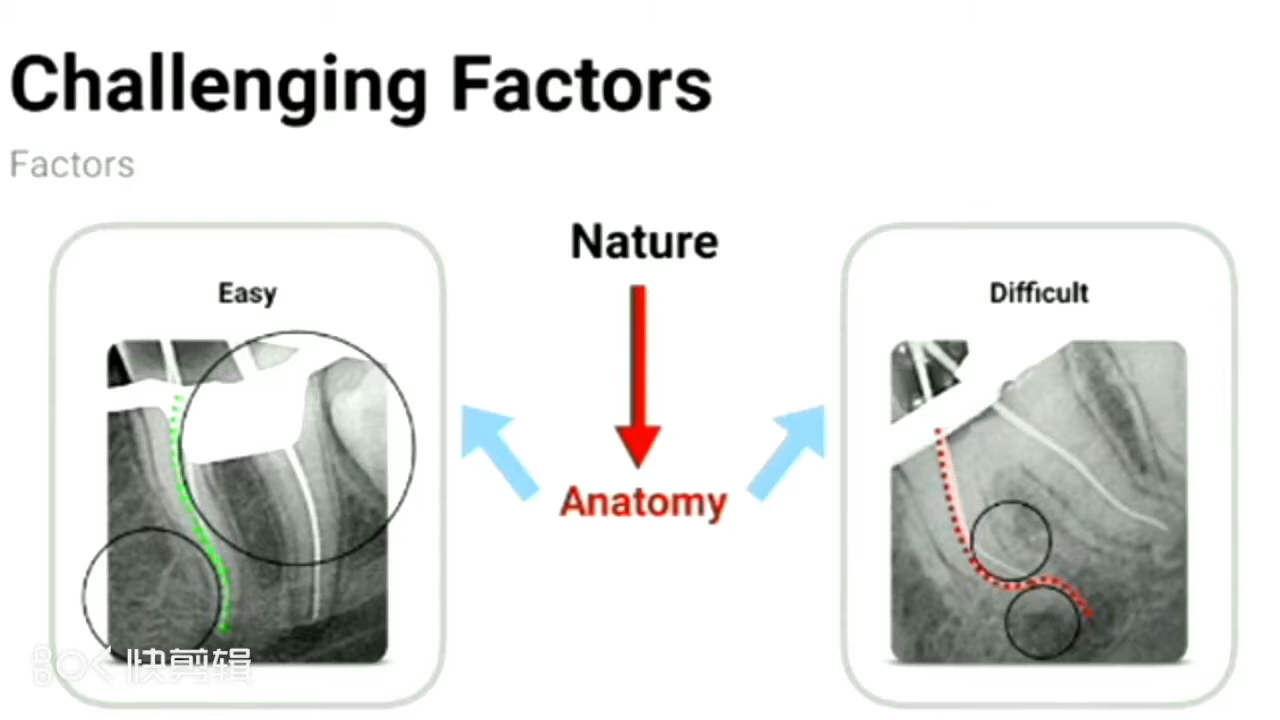 Challenging Factors
Factors
Nature
Easy
Difficult
Anatomy
快剪辑